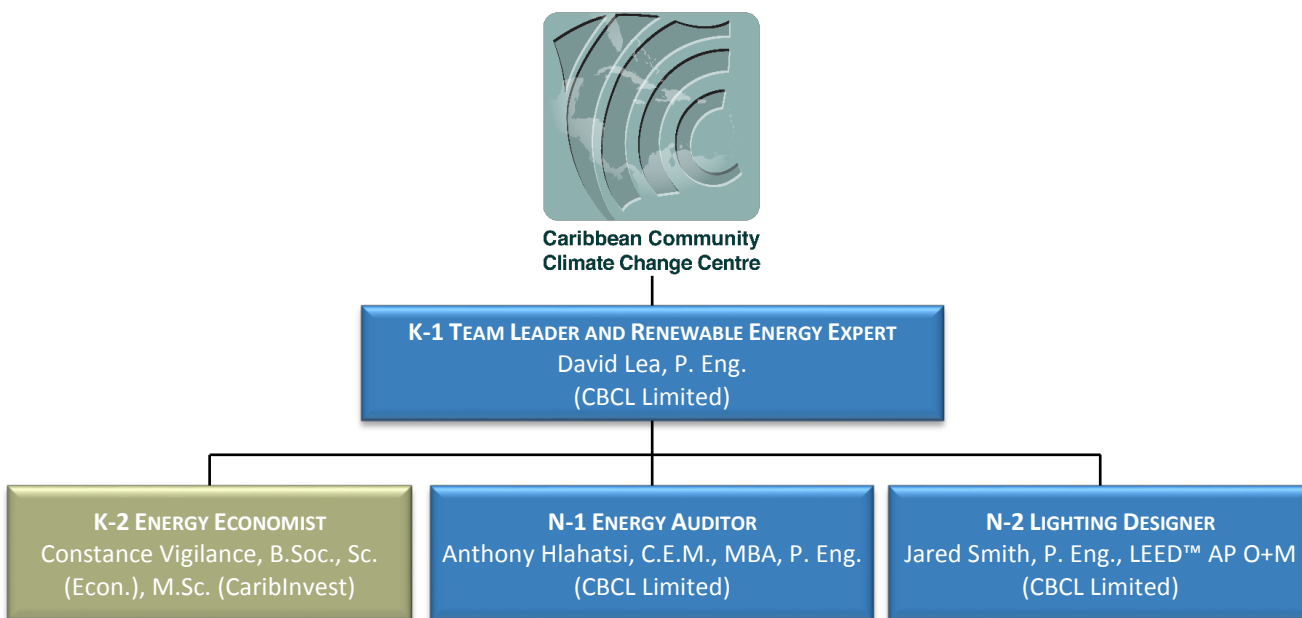 Caribbean Community
Climate Change Centre
K-1 TEAM LEADER AND RENEWABLE ENERGY EXPERT
David Lea, P. Eng.
(CBCL Limited)
K-2 ENERGY ECONOMIST
Constance Vigilance, B.Soc., Sc.
(Econ.), M.Sc. (CaribInvest)
N-1 ENERGY AUDITOR
Anthony Hlahatsi, C.E.M., MBA, P. Eng.
(CBCL Limited)
N-2 LIGHTING DESIGNER
Jared Smith, P. Eng., LEED™ AP O+M
(CBCL Limited)